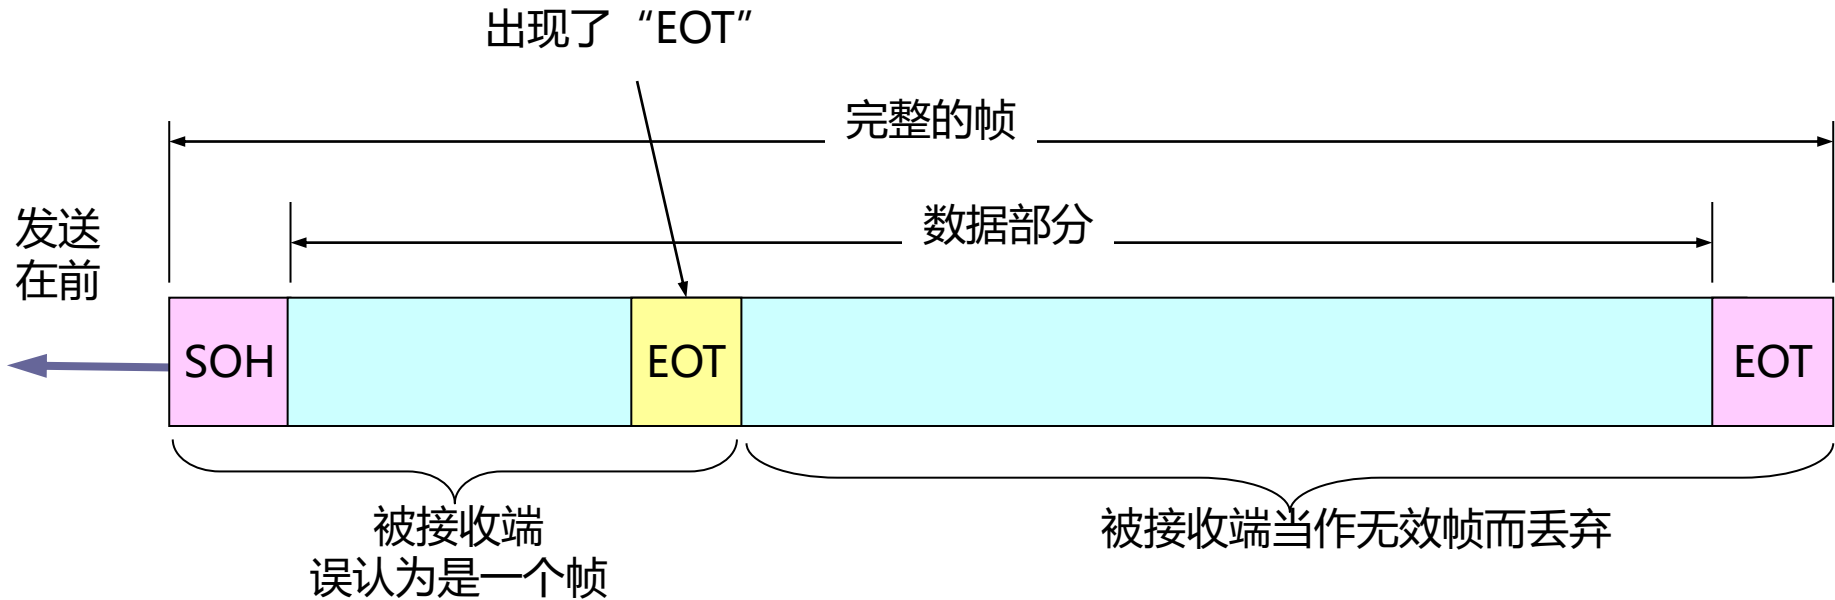 出现了“EOT”
完整的帧
数据部分
发送
在前
SOH
EOT
EOT
被接收端
误认为是一个帧
被接收端当作无效帧而丢弃